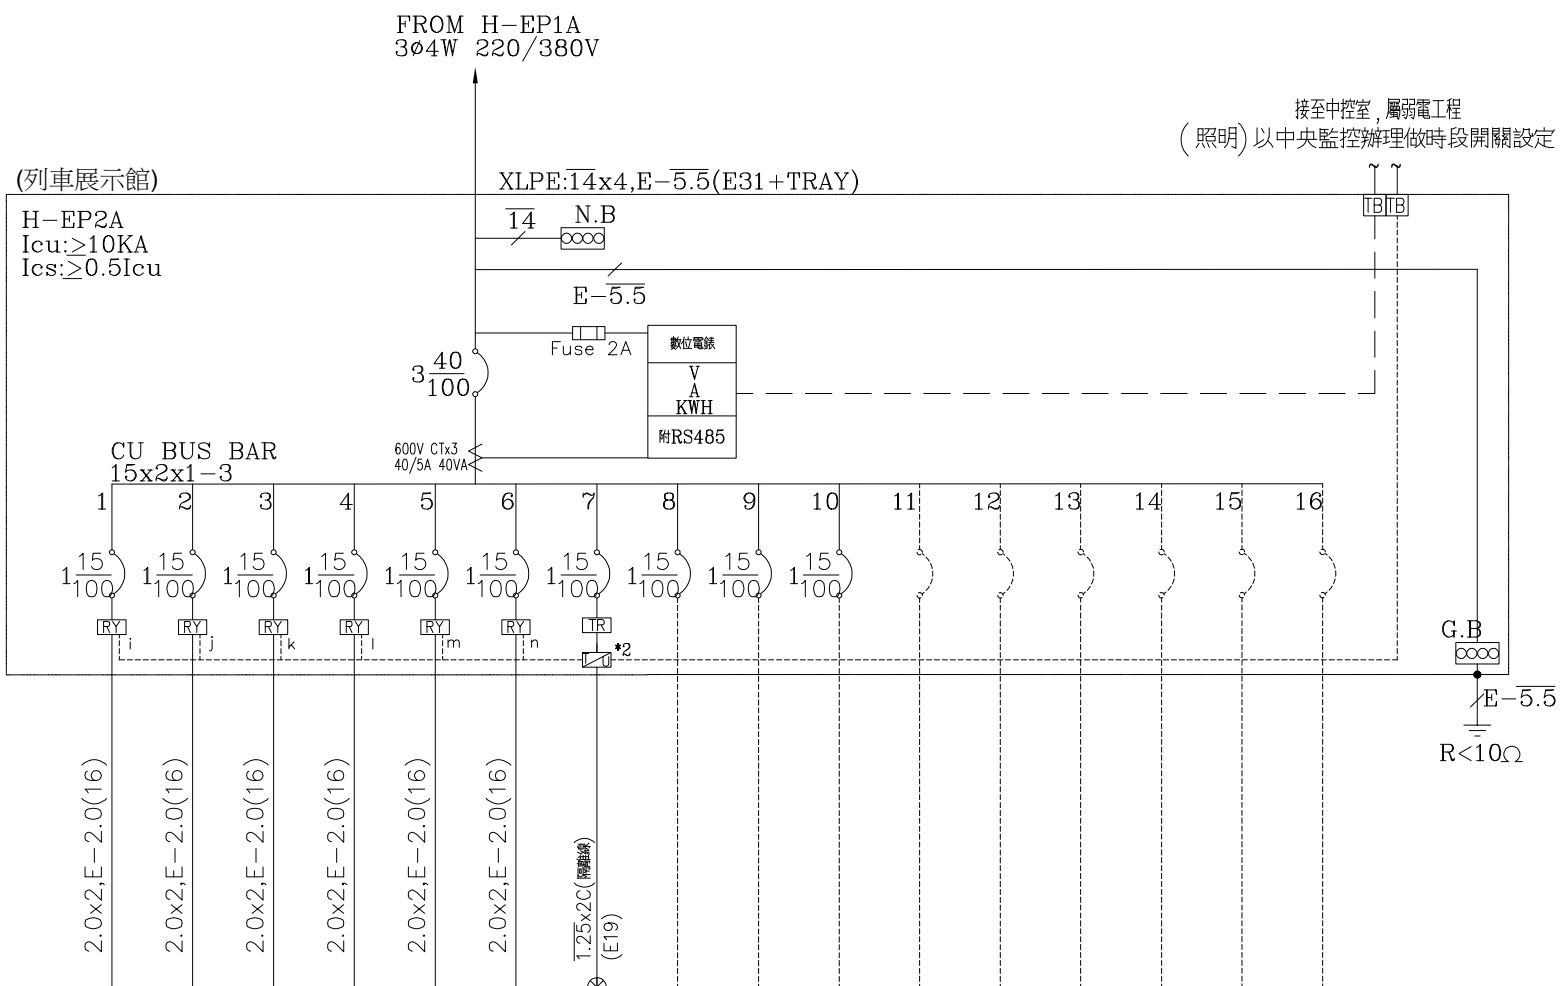 FROM H-EP1A
3ø4W 220/380V
接至中控室，屬弱電工程
(照明)以中央監控辦理做時段開關設定
(列車展示館)
XLPE:14x4,E-5.5(E31+TRAY)
TB TB
H-EP2A
Icu:≥10KA
Ics:≥0.5Icu
14
N.B
E-5.5
Fuse 2A
數位電錶
V
A
KWH
附RS485
3 40/100
600V CTx3
40/5A 40VA
CU BUS BAR
15x2x1-3
1 2 3 4 5 6 7 8 9 10 11 12 13 14 15 16
1 15/100 1 15/100 1 15/100 1 15/100 1 15/100 1 15/100 1 15/100 1 15/100 1 15/100 1 15/100
RY RY RY RY RY RY TR
i j k l m n
*2
T U
G.B
E-5.5
R<10Ω
2.0x2,E-2.0(16)
2.0x2,E-2.0(16)
2.0x2,E-2.0(16)
2.0x2,E-2.0(16)
2.0x2,E-2.0(16)
2.0x2,E-2.0(16)
1.25x2C(隔離線)
(E19)